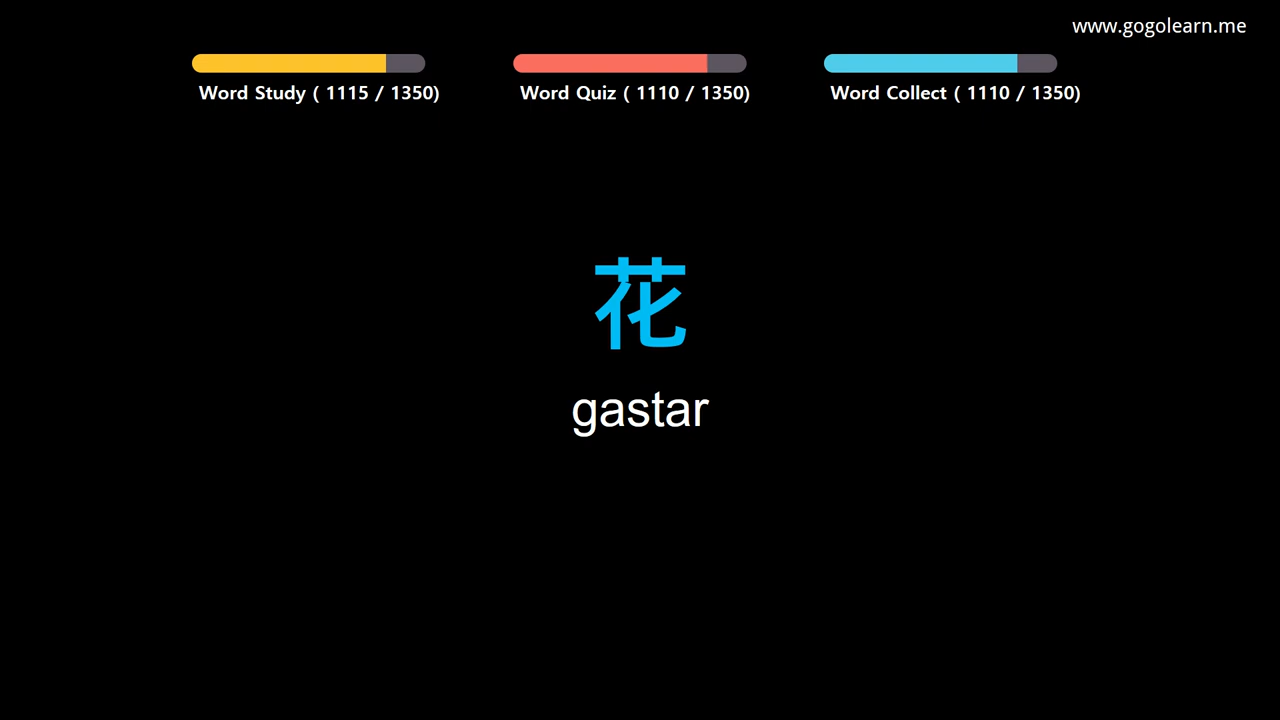 www.gogolearn.me
Word Study ( 1115 / 1350)
Word Quiz ( 1110 / 1350)
Word Collect ( 1110 / 1350)
花
gastar